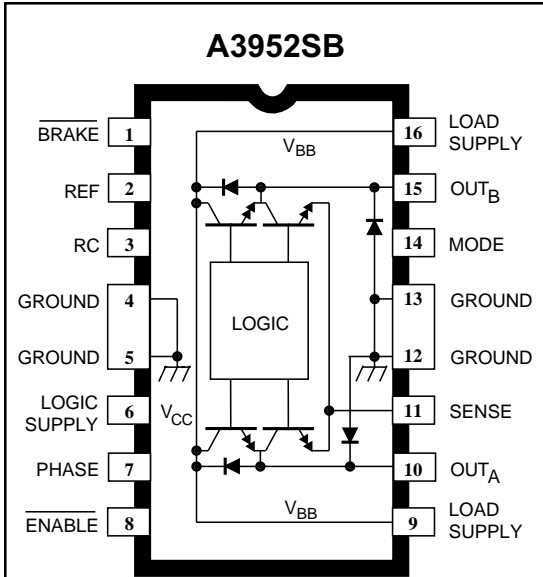 A3952SB
BRAKE 1
REF 2
RC 3
GROUND 4
GROUND 5
LOGIC
SUPPLY 6
PHASE 7
ENABLE 8
V_BB
LOGIC
V_CC
V_BB
16 LOAD
SUPPLY
15 OUT_B
14 MODE
13 GROUND
12 GROUND
11 SENSE
10 OUT_A
9 LOAD
SUPPLY